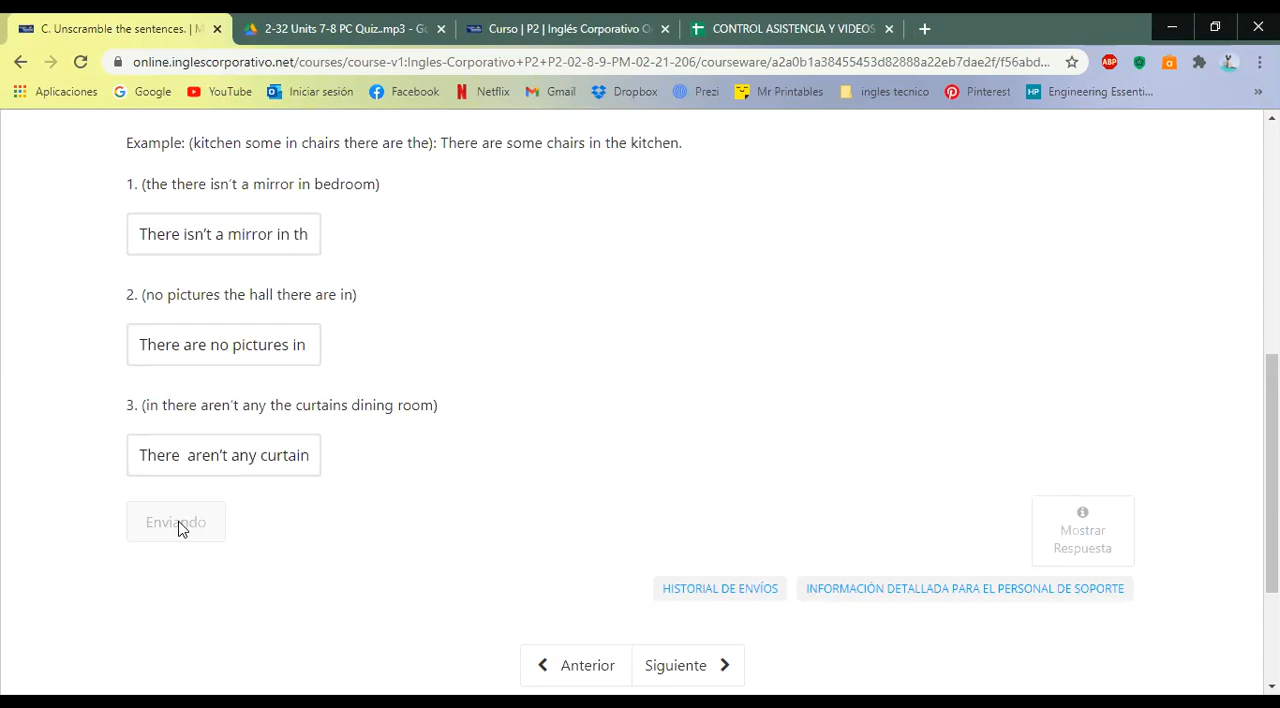 C. Unscramble the sentences. | M
2-32 Units 7-8 PC Quiz..mp3 - Go
Curso | P2 | Inglés Corporativo O
CONTROL ASISTENCIA Y VIDEOS
online.inglescorporativo.net/courses/course-v1:Ingles-Corporativo+P2+P2-02-8-9-PM-02-21-206/courseware/a2a0b1a38455453d82888a22eb7dae2f/f56abd...
ABP
Aplicaciones Google YouTube Iniciar sesión Facebook Netflix Gmail Dropbox Prezi Mr Printables ingles tecnico Pinterest HP Engineering Essenti... »
Example: (kitchen some in chairs there are the): There are some chairs in the kitchen.
1. (the there isn't a mirror in bedroom)
There isn't a mirror in th
2. (no pictures the hall there are in)
There are no pictures in
3. (in there aren't any the curtains dining room)
There  aren't any curtain
Enviando
Mostrar
Respuesta
HISTORIAL DE ENVÍOS
INFORMACIÓN DETALLADA PARA EL PERSONAL DE SOPORTE
Anterior
Siguiente